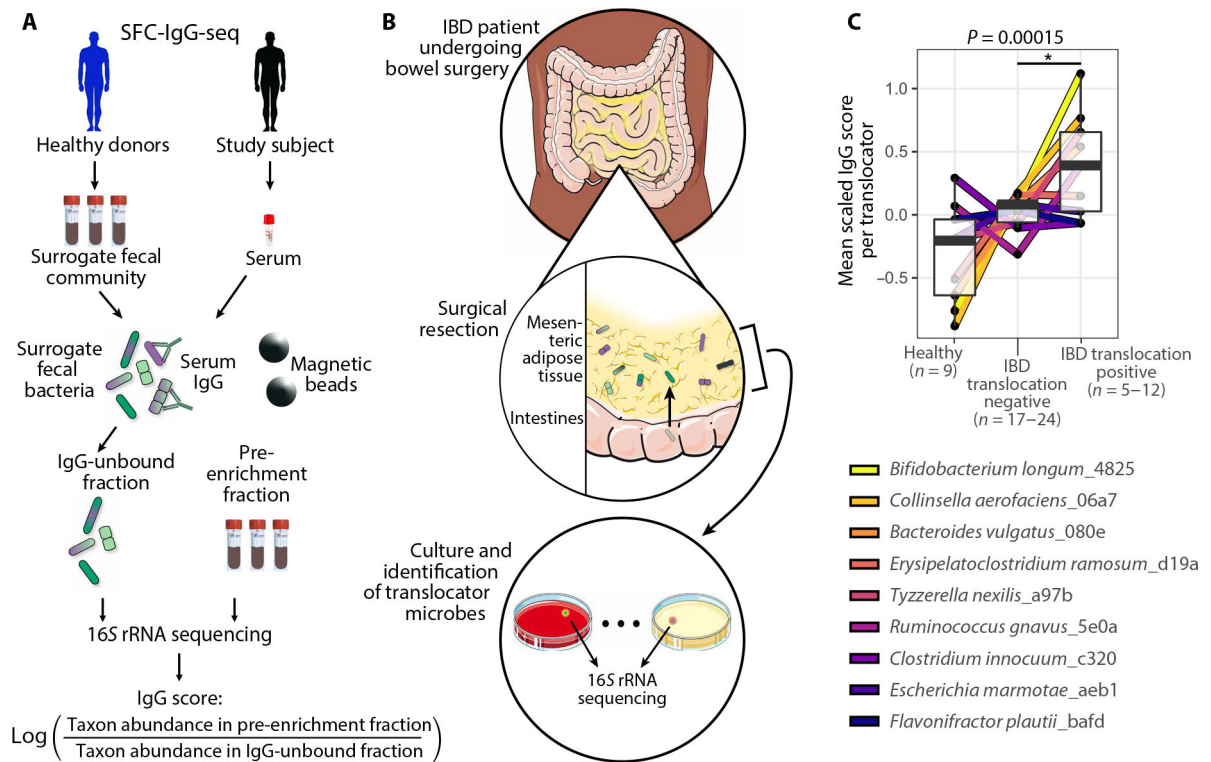 A
SFC-IgG-seq
Healthy donors
Study subject
Surrogate fecal
community
Serum
Surrogate
fecal
bacteria
Serum
IgG
Magnetic
beads
IgG-unbound
fraction
Pre-
enrichment
fraction
16S rRNA sequencing
IgG score:
Log ( Taxon abundance in pre-enrichment fraction
Taxon abundance in IgG-unbound fraction )
B
IBD patient
undergoing
bowel surgery
Surgical
resection
Mesen-
teric
adipose
tissue
Intestines
Culture and
identification
of translocator
microbes
16S rRNA
sequencing
C
P = 0.00015
*
Mean scaled IgG score
per translocator
1.0
0.5
0.0
−0.5
Healthy
(n = 9)
IBD
translocation
negative
(n = 17−24)
IBD translocation
positive
(n = 5−12)
Bifidobacterium longum_4825
Collinsella aerofaciens_06a7
Bacteroides vulgatus_080e
Erysipelatoclostridium ramosum_d19a
Tyzzerella nexilis_a97b
Ruminococcus gnavus_5e0a
Clostridium innocuum_c320
Escherichia marmotae_aeb1
Flavonifractor plautii_bafd